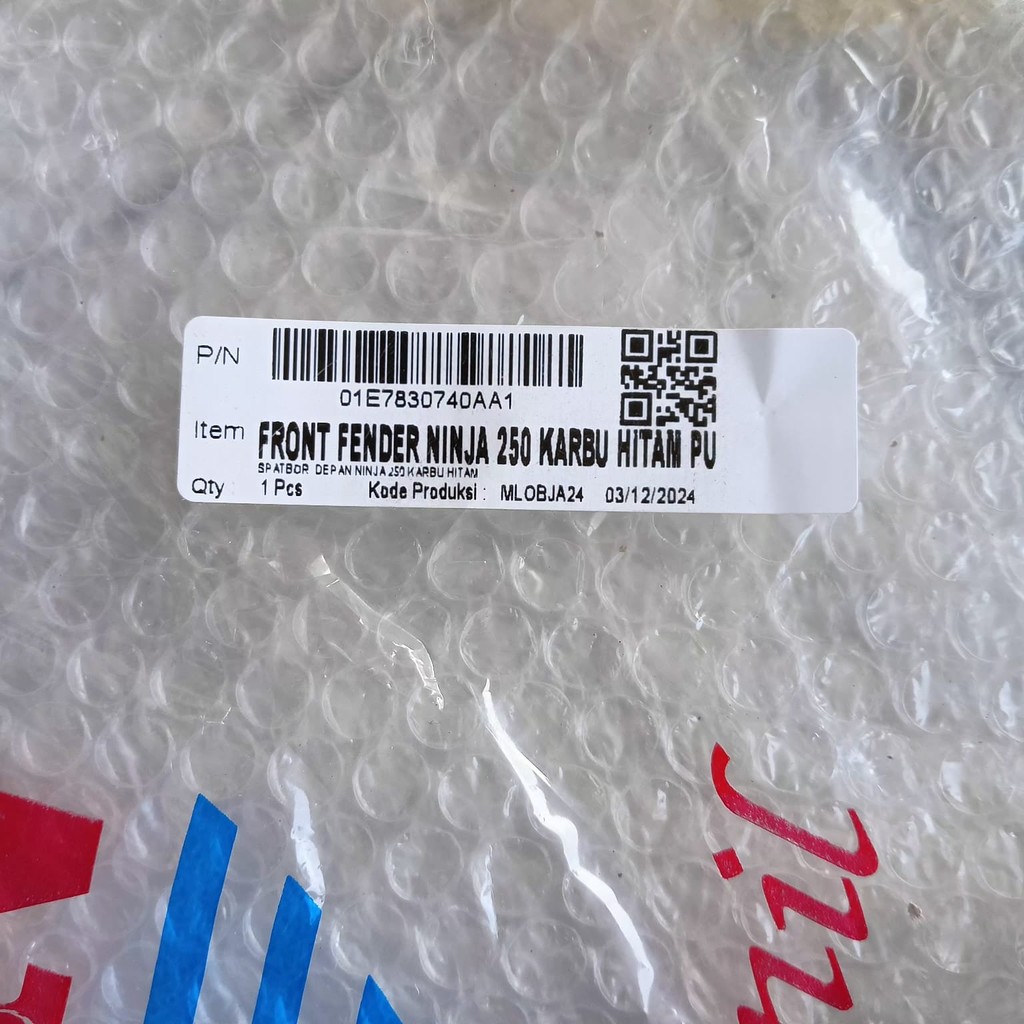 P/N
01E7830740AA1
Item FRONT FENDER NINJA 250 KARBU HITAM PU
SPATBOR DEPAN NINJA 250 KARBU HITAM
Qty 1 Pcs Kode Produksi : MLOBJA24 03/12/2024